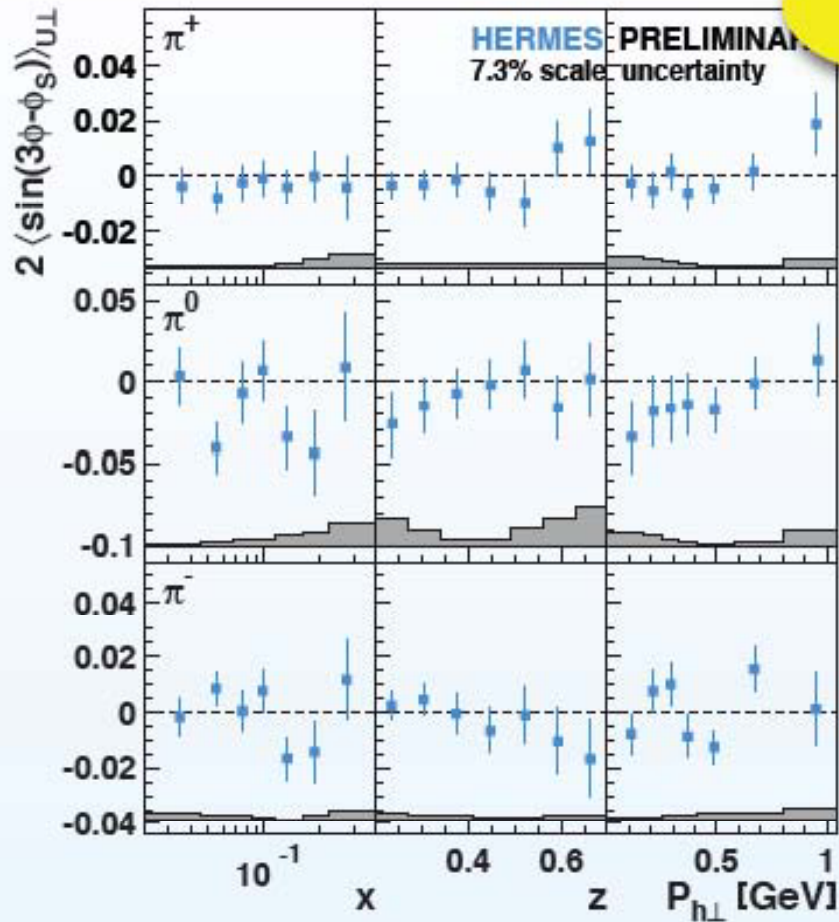 2 ⟨sin(3ϕ-ϕS)⟩U⊥
π+
HERMES PRELIMINAR
7.3% scale uncertainty
0.04
0.02
0
-0.02
π0
0.05
0
-0.05
-0.1
π-
0.04
0.02
0
-0.02
-0.04
10-1
0.4 0.6
0.5 1
x
z
Ph⊥ [GeV]